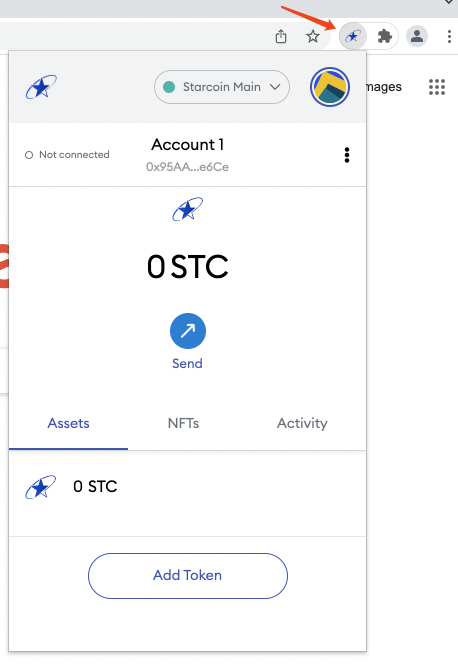 mages
Starcoin Main
Not connected
Account 1
0x95AA...e6Ce
0 STC
Send
Assets
NFTs
Activity
0 STC
Add Token